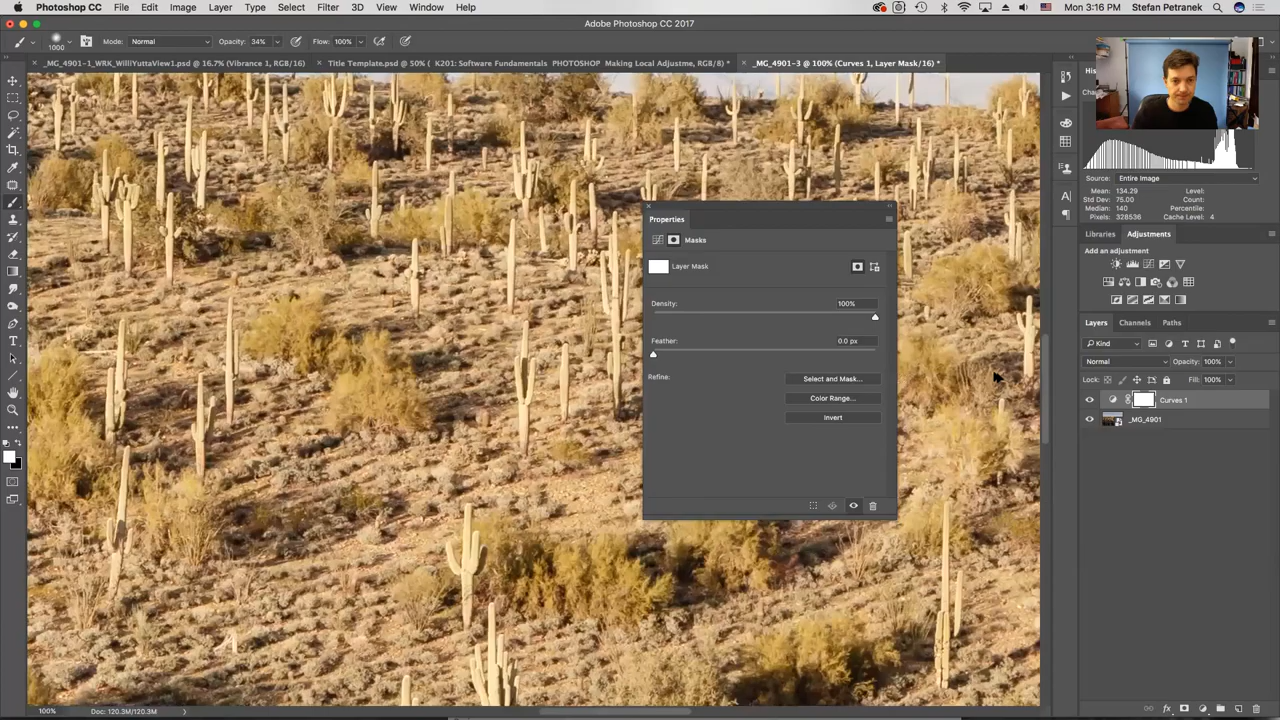 Photoshop CC File Edit Image Layer Type Select Filter 3D View Window Help Mon 3:16 PM Stefan Petranek
Adobe Photoshop CC 2017
1000 Mode: Normal Opacity: 34% Flow: 100%
_MG_4901-1_WRK_WilliYuttaView1.psd @ 16.7% (Vibrance 1, RGB/16) Title Template.psd @ 50% ( K201: Software Fundamentals PHOTOSHOP Making Local Adjustme, RGB/8) * _MG_4901-3 @ 100% (Curves 1, Layer Mask/16) *
Source: Entire Image
Mean: 134.29 Level:
Std Dev: 75.00 Count:
Median: 140 Percentile:
Pixels: 328536 Cache Level: 4
Properties
Masks
Layer Mask
Density: 100%
Feather: 0.0 px
Refine: Select and Mask...
Color Range...
Invert
Libraries Adjustments
Add an adjustment
Layers Channels Paths
Kind
Normal Opacity: 100%
Lock: Fill: 100%
Curves 1
_MG_4901
100% Doc: 120.3M/120.3M